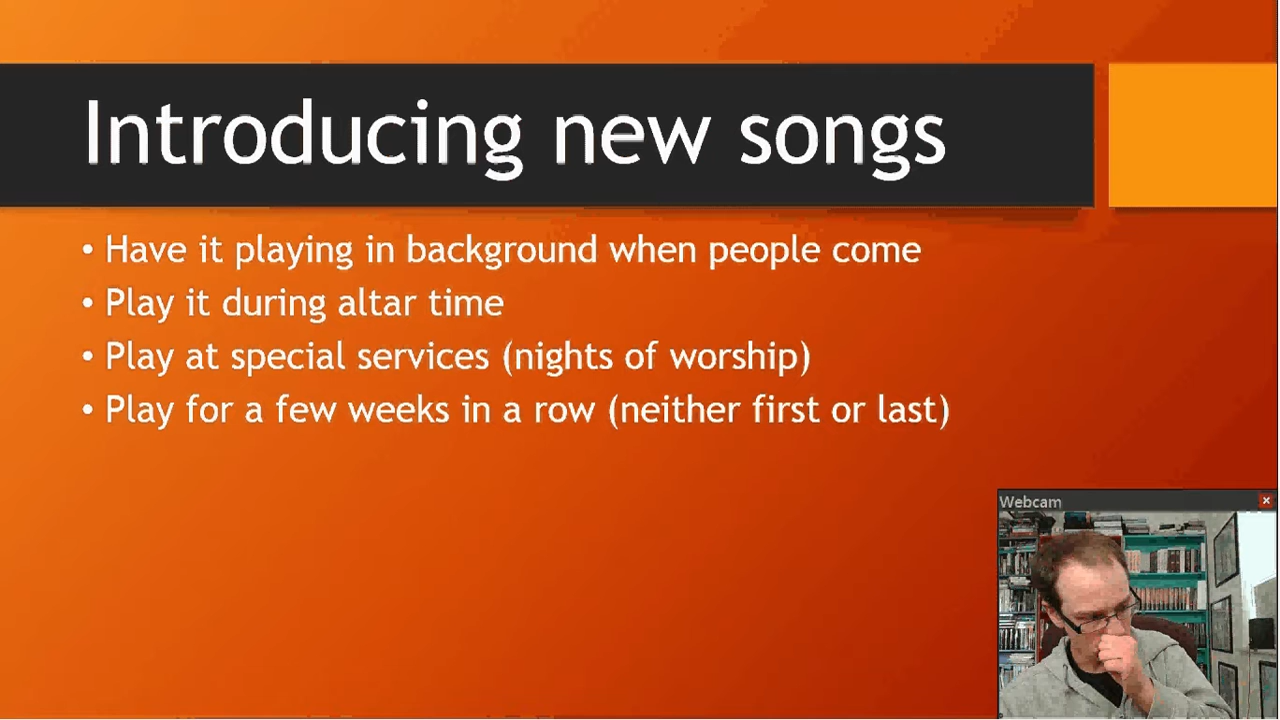 Introducing new songs
• Have it playing in background when people come
• Play it during altar time
• Play at special services (nights of worship)
• Play for a few weeks in a row (neither first or last)
Webcam